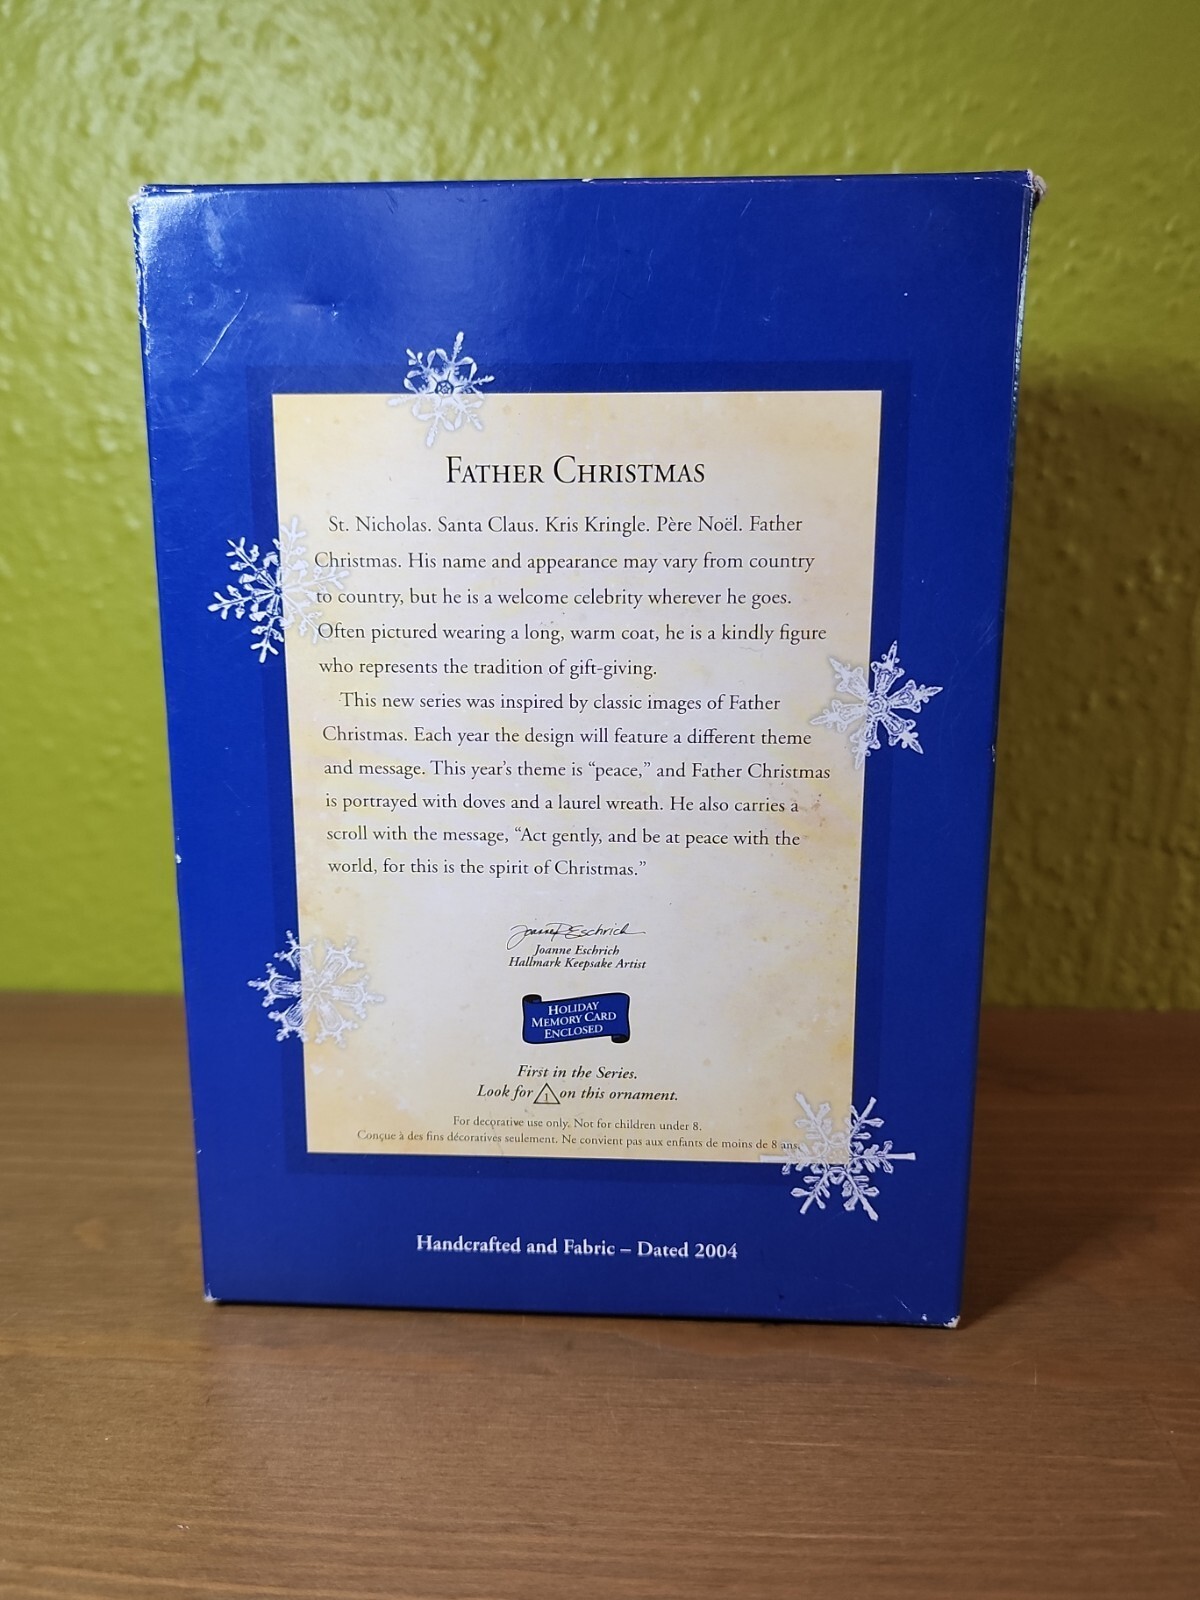 FATHER CHRISTMAS
St. Nicholas. Santa Claus. Kris Kringle. Père Noël. Father
Christmas. His name and appearance may vary from country
to country, but he is a welcome celebrity wherever he goes.
Often pictured wearing a long, warm coat, he is a kindly figure
who represents the tradition of gift-giving.
This new series was inspired by classic images of Father
Christmas. Each year the design will feature a different theme
and message. This year's theme is “peace,” and Father Christmas
is portrayed with doves and a laurel wreath. He also carries a
scroll with the message, “Act gently, and be at peace with the
world, for this is the spirit of Christmas.”
Joanne Eschrich
Joanne Eschrich
Hallmark Keepsake Artist
HOLIDAY
MEMORY CARD
ENCLOSED
First in the Series.
Look for 1 on this ornament.
For decorative use only. Not for children under 8.
Conçue à des fins décoratives seulement. Ne convient pas aux enfants de moins de 8 ans.
Handcrafted and Fabric – Dated 2004